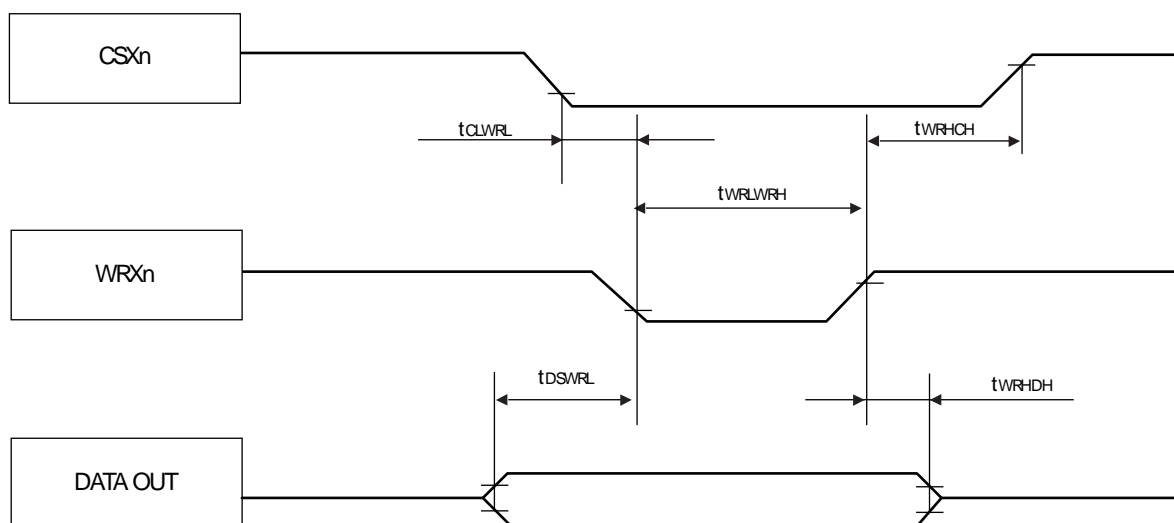 CSXn
tCLWRL
tWRHCH
tWRLWRH
WRXn
tDSWRL
tWRHDH
DATA OUT